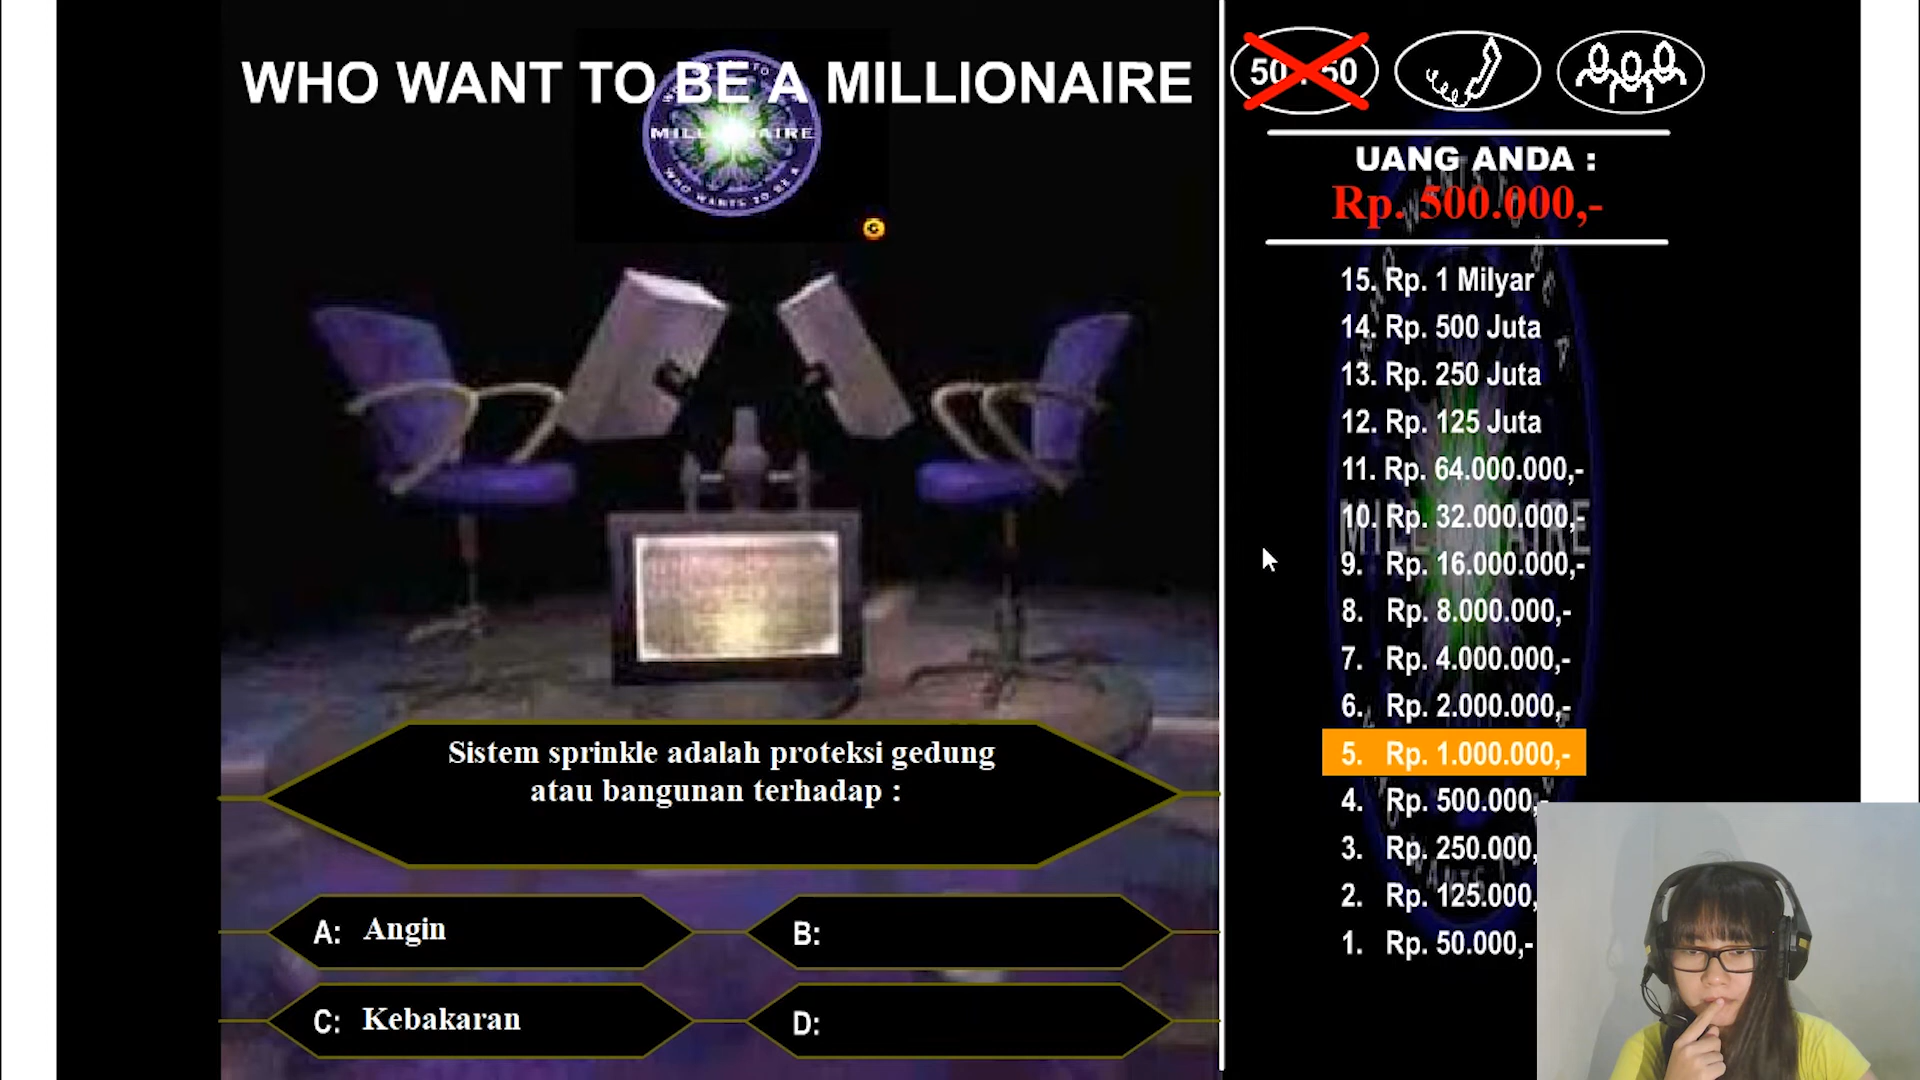 WHO WANT TO BE A MILLIONAIRE
50 : 50
UANG ANDA :
Rp. 500.000,-
15. Rp. 1 Milyar
14. Rp. 500 Juta
13. Rp. 250 Juta
12. Rp. 125 Juta
11. Rp. 64.000.000,-
10. Rp. 32.000.000,-
9. Rp. 16.000.000,-
8. Rp. 8.000.000,-
7. Rp. 4.000.000,-
6. Rp. 2.000.000,-
5. Rp. 1.000.000,-
4. Rp. 500.000,-
3. Rp. 250.000,
2. Rp. 125.000,
1. Rp. 50.000,-
Sistem sprinkle adalah proteksi gedung
atau bangunan terhadap :
A: Angin
B:
C: Kebakaran
D: